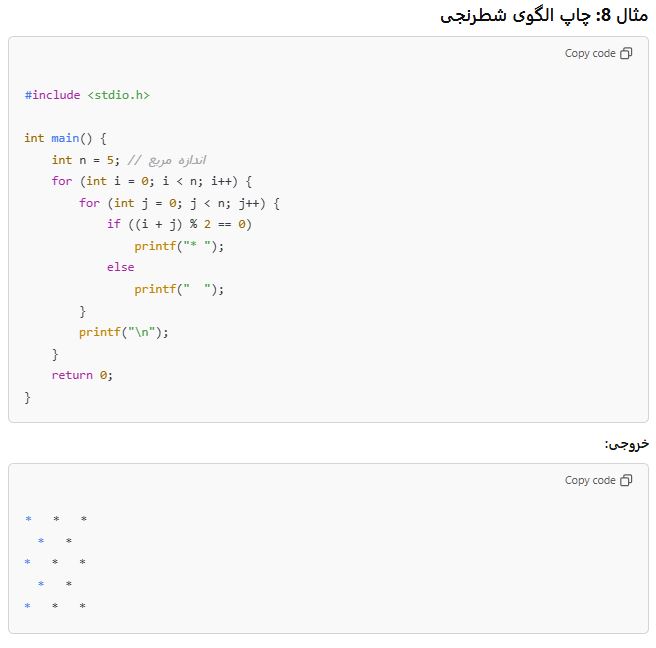 مثال 8: چاپ الگوی شطرنجی
Copy code
#include <stdio.h>
int main() {
    int n = 5; // اندازه مربع
    for (int i = 0; i < n; i++) {
        for (int j = 0; j < n; j++) {
            if ((i + j) % 2 == 0)
                printf("* ");
            else
                printf("  ");
        }
        printf("\n");
    }
    return 0;
}
خروجی:
Copy code
*   *   *
  *   *
*   *   *
  *   *
*   *   *